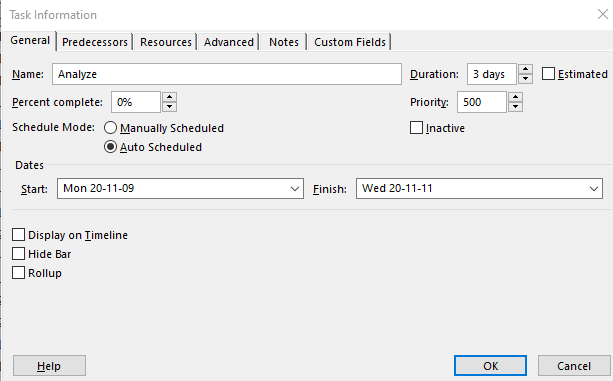 Task Information
General Predecessors Resources Advanced Notes Custom Fields
Name: Analyze Duration: 3 days Estimated
Percent complete: 0% Priority: 500
Schedule Mode: Manually Scheduled Inactive
Auto Scheduled
Dates
Start: Mon 20-11-09 Finish: Wed 20-11-11
Display on Timeline
Hide Bar
Rollup
Help OK Cancel